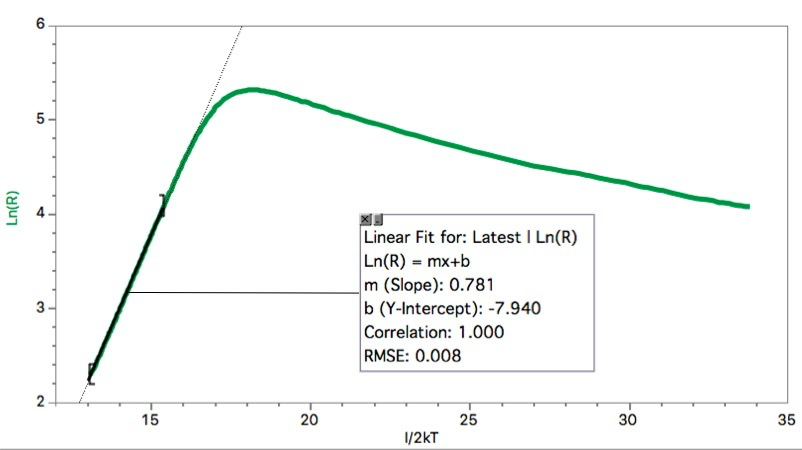 6
5
4
3
2
Ln(R)
Linear Fit for: Latest | Ln(R)
Ln(R) = mx+b
m (Slope): 0.781
b (Y-Intercept): -7.940
Correlation: 1.000
RMSE: 0.008
15 20 25 30 35
I/2kT